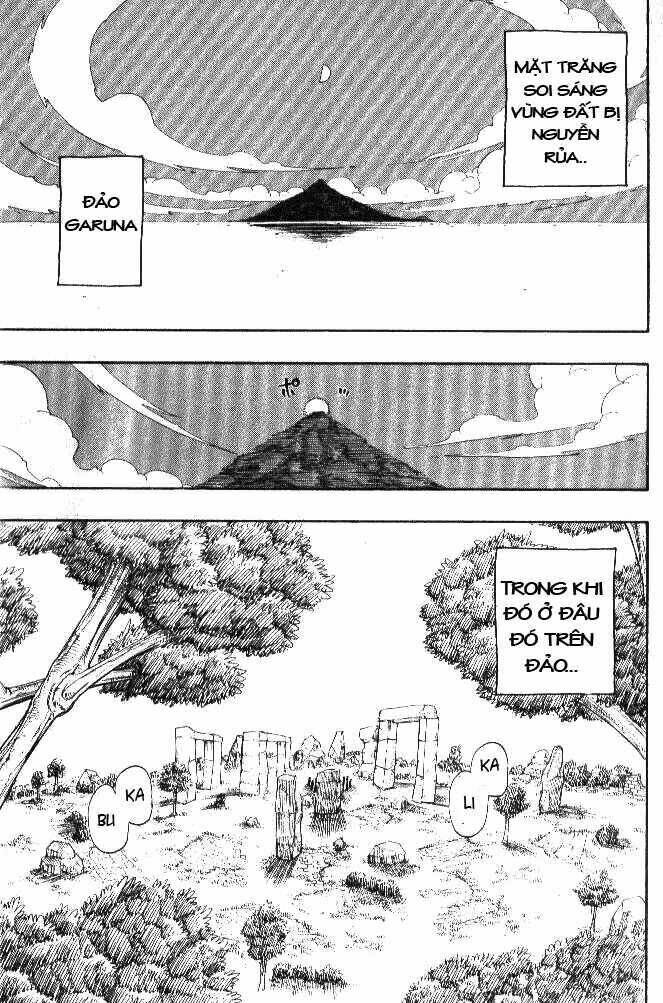 MẶT TRĂNG
SOI SÁNG
VÙNG ĐẤT BỊ
NGUYỀN
RỦA..
ĐẢO
GARUNA
ポ
TRONG KHI
ĐÓ Ở ĐÂU
ĐÓ TRÊN
ĐẢO...
KA
LI
KA
BU